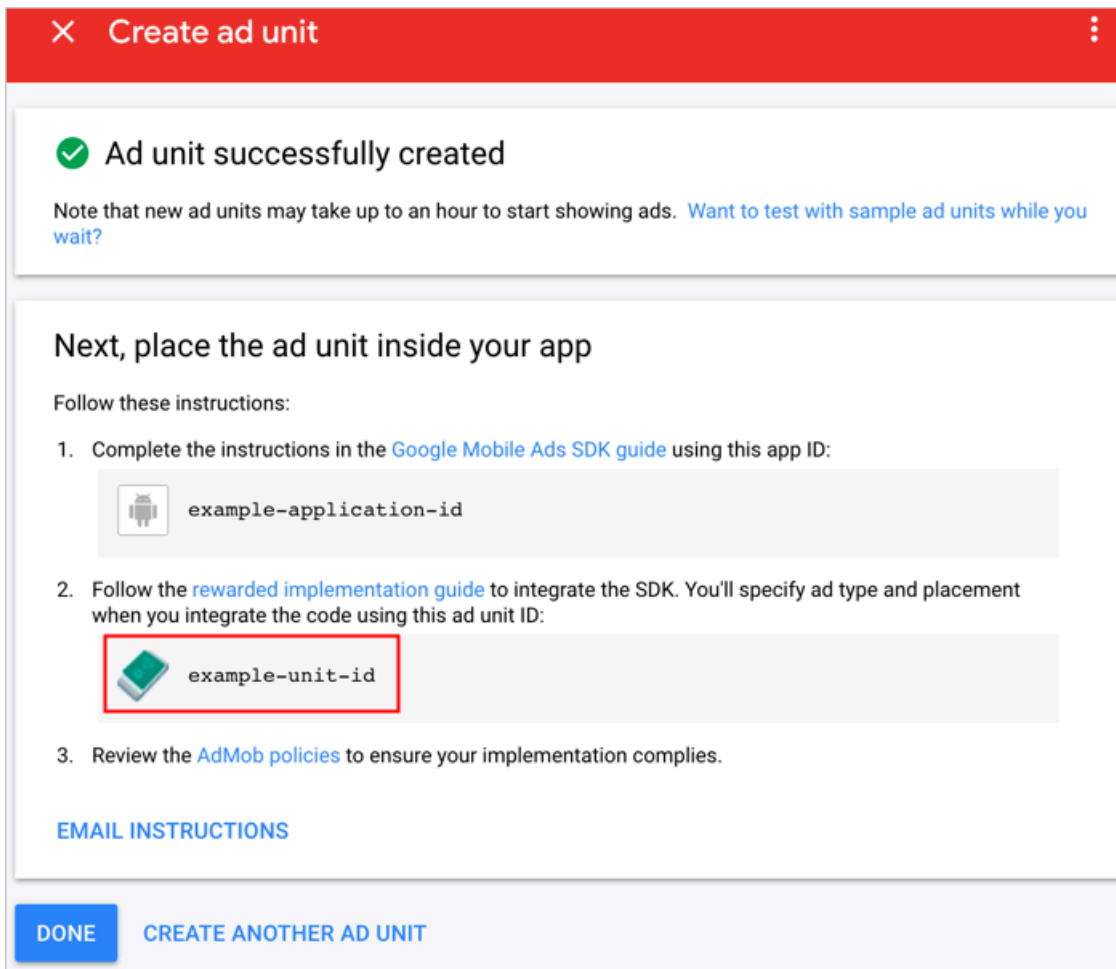 Create ad unit
Ad unit successfully created
Note that new ad units may take up to an hour to start showing ads. Want to test with sample ad units while you
wait?
Next, place the ad unit inside your app
Follow these instructions:
1. Complete the instructions in the Google Mobile Ads SDK guide using this app ID:
example-application-id
2. Follow the rewarded implementation guide to integrate the SDK. You'll specify ad type and placement
when you integrate the code using this ad unit ID:
example-unit-id
3. Review the AdMob policies to ensure your implementation complies.
EMAIL INSTRUCTIONS
DONE CREATE ANOTHER AD UNIT